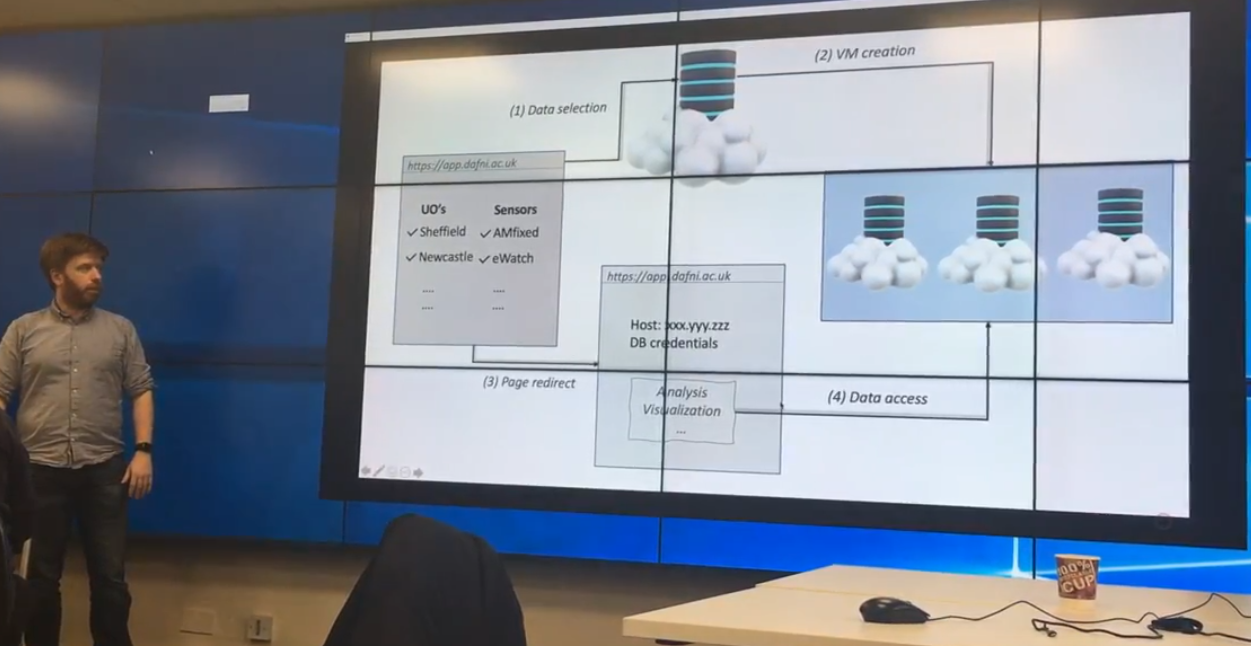 (2) VM creation
(1) Data selection
https://app.dafni.ac.uk
UO's Sensors
✓ Sheffield ✓ AMfixed
✓ Newcastle ✓ eWatch
.... ....
.... ....
https://app.dafni.ac.uk
Host: xxx.yyy.zzz
DB credentials
(3) Page redirect
Analysis
Visualization
...
(4) Data access
100%
CUP